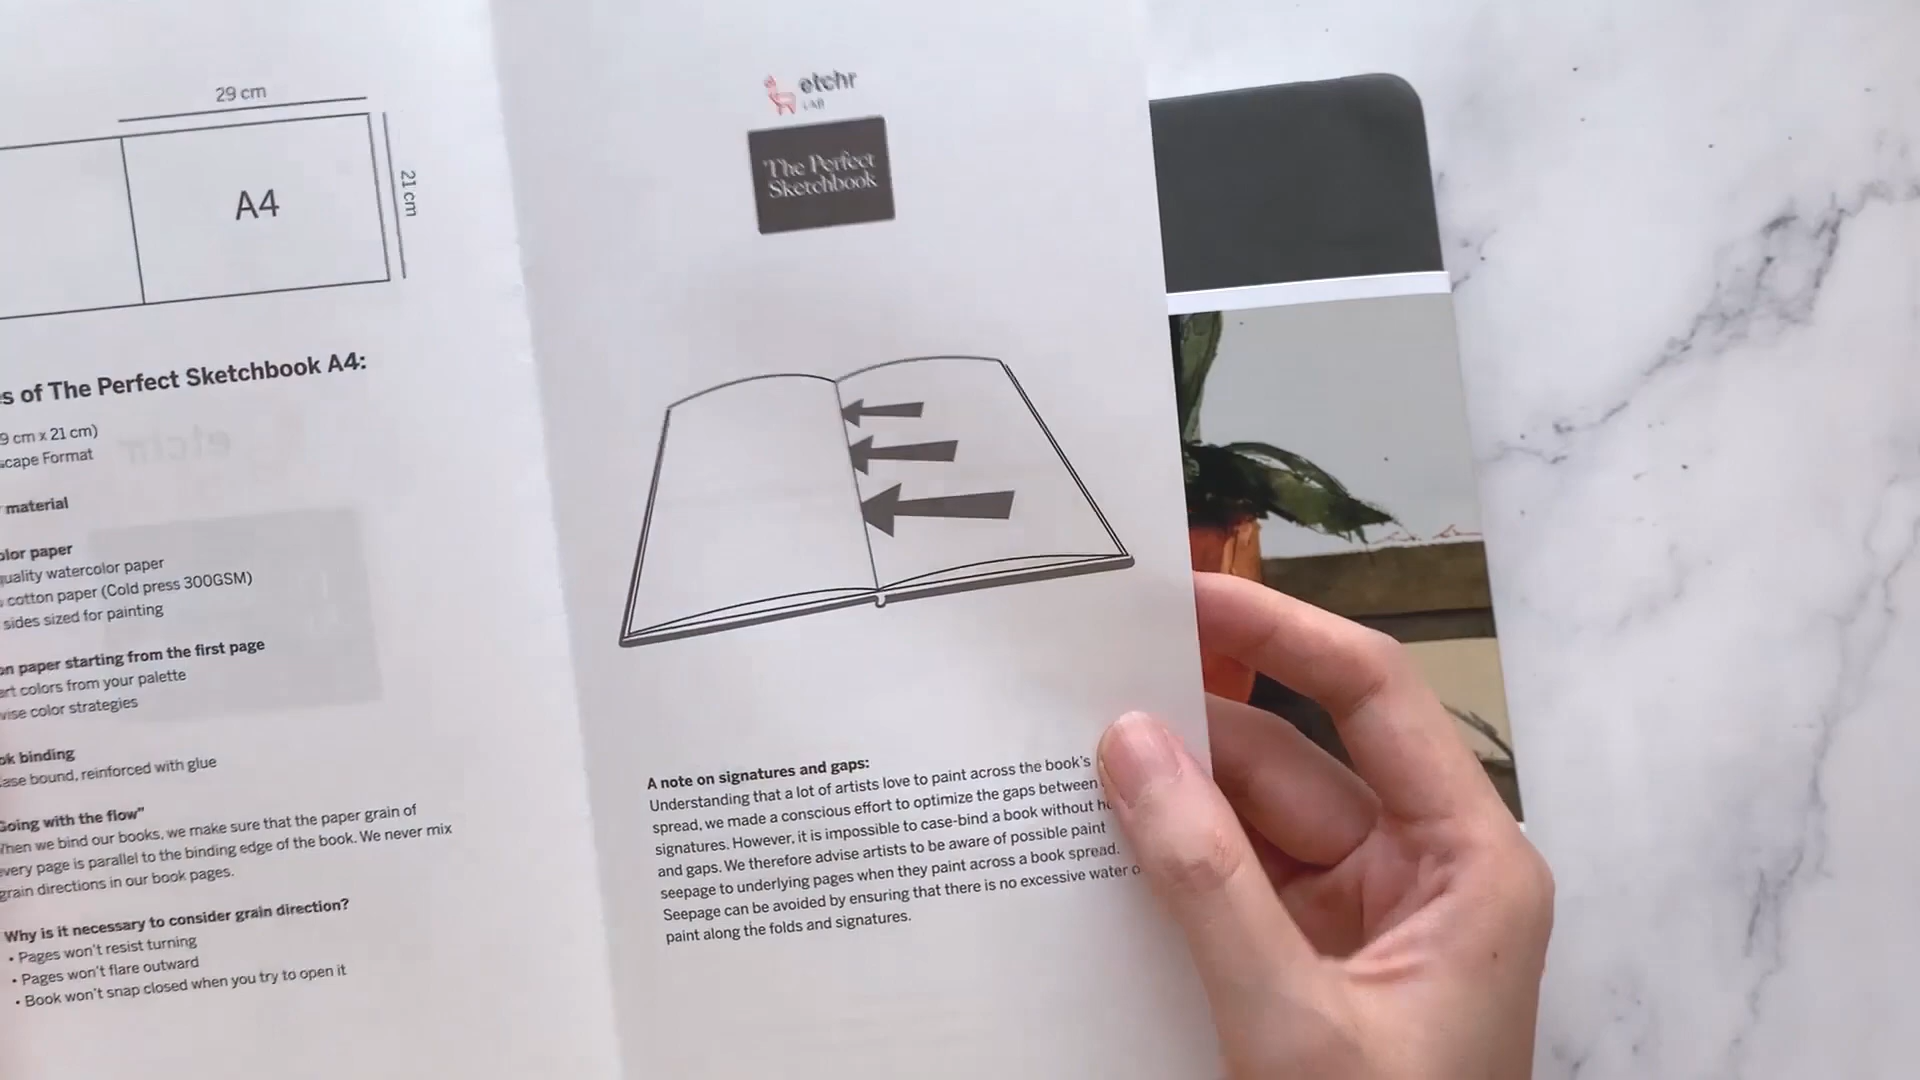 29 cm
21 cm
A4
s of The Perfect Sketchbook A4:
9 cm x 21 cm)
scape Format
material
olor paper
quality watercolor paper
cotton paper (Cold press 300GSM)
sides sized for painting
on paper starting from the first page
ert colors from your palette
wise color strategies
ok binding
ase bound, reinforced with glue
Going with the flow”
When we bind our books, we make sure that the paper grain of
every page is parallel to the binding edge of the book. We never mix
grain directions in our book pages.
Why is it necessary to consider grain direction?
• Pages won't resist turning
• Pages won't flare outward
• Book won't snap closed when you try to open it
etchr
LAB
The Perfect
Sketchbook
A note on signatures and gaps:
Understanding that a lot of artists love to paint across the book's
spread, we made a conscious effort to optimize the gaps between
signatures. However, it is impossible to case-bind a book without
and gaps. We therefore advise artists to be aware of possible paint
seepage to underlying pages when they paint across a book spread.
Seepage can be avoided by ensuring that there is no excessive water
paint along the folds and signatures.